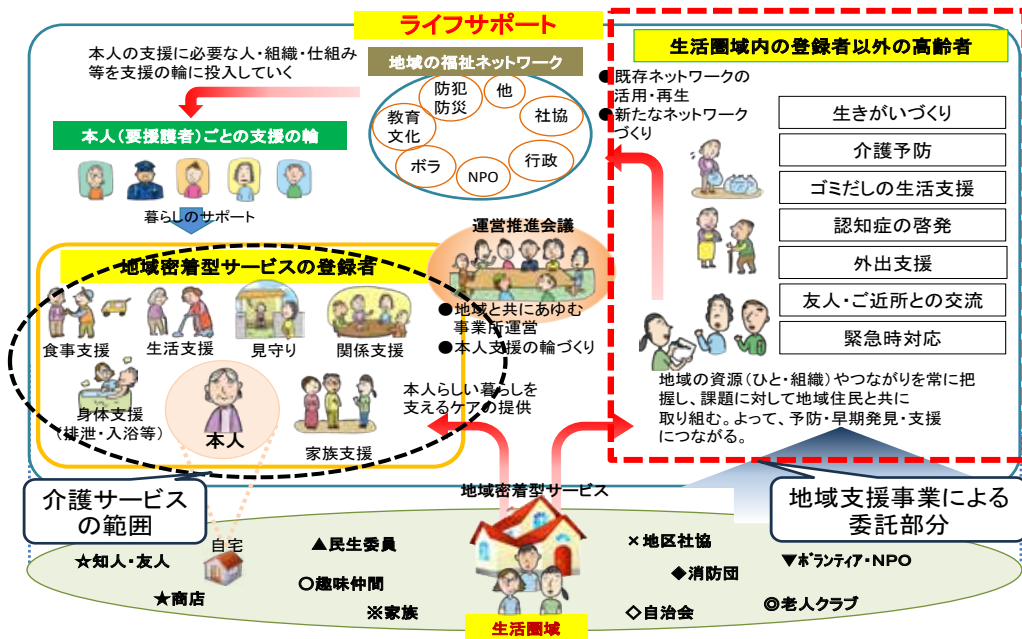 ライフサポート
本人の支援に必要な人・組織・仕組み
等を支援の輪に投入していく
地域の福祉ネットワーク
防犯
防災
他
教育
文化
社協
ボラ
NPO
行政
●既存ネットワークの
活用・再生
●新たなネットワーク
づくり
本人(要援護者)ごとの支援の輪
暮らしのサポート
運営推進会議
●地域と共にあゆむ
事業所運営
●本人支援の輪づくり
地域密着型サービスの登録者
食事支援
生活支援
見守り
関係支援
身体支援
(排泄・入浴等)
本人
家族支援
本人らしい暮らしを
支えるケアの提供
生活圏域内の登録者以外の高齢者
生きがいづくり
介護予防
ゴミだしの生活支援
認知症の啓発
外出支援
友人・ご近所との交流
緊急時対応
地域の資源(ひと・組織)やつながりを常に把
握し、課題に対して地域住民と共に
取り組む。よって、予防・早期発見・支援
につながる。
介護サービス
の範囲
地域密着型サービス
地域支援事業による
委託部分
自宅
☆知人・友人
★商店
▲民生委員
○趣味仲間
※家族
×地区社協
◆消防団
◇自治会
▼ボランティア・NPO
◎老人クラブ
生活圏域